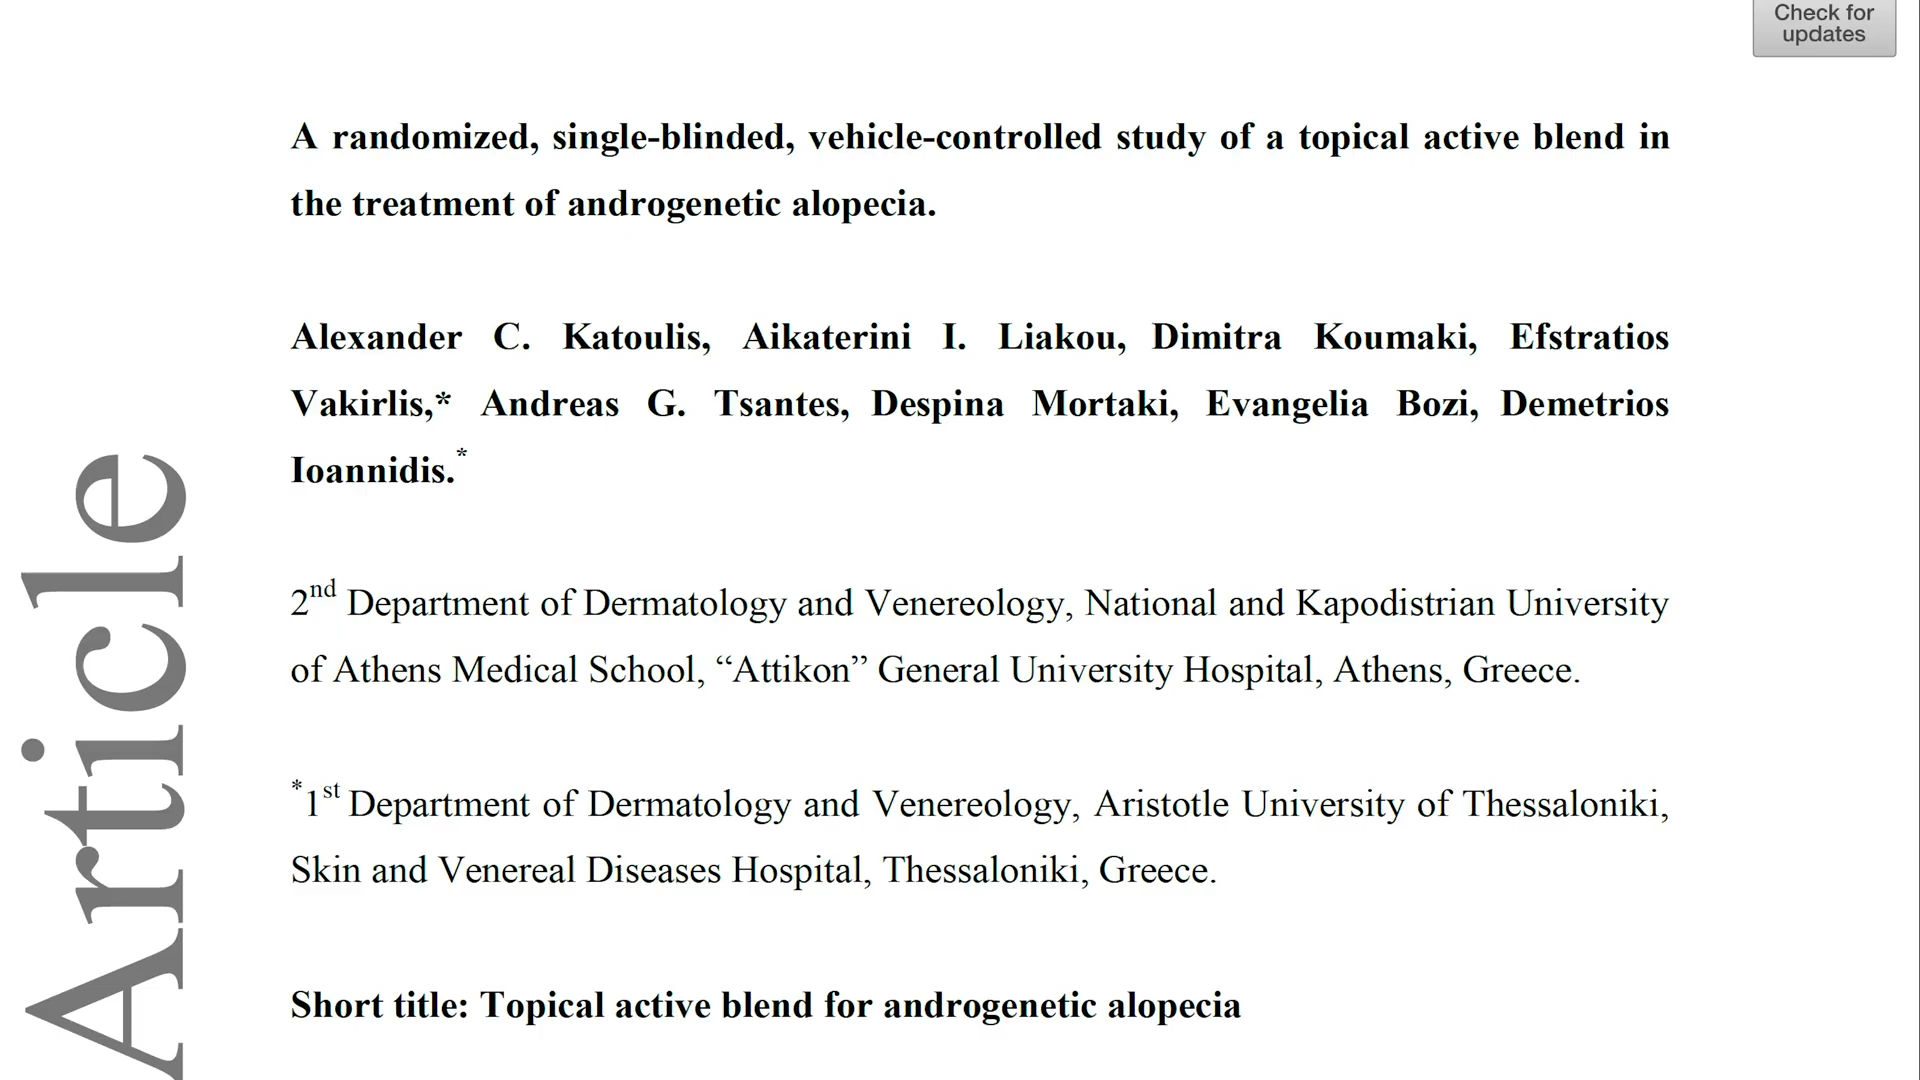 Check for
updates
A randomized, single-blinded, vehicle-controlled study of a topical active blend in
the treatment of androgenetic alopecia.
Alexander C. Katoulis, Aikaterini I. Liakou, Dimitra Koumaki, Efstratios
Vakirlis,* Andreas G. Tsantes, Despina Mortaki, Evangelia Bozi, Demetrios
Ioannidis.*
2nd Department of Dermatology and Venereology, National and Kapodistrian University
of Athens Medical School, “Attikon” General University Hospital, Athens, Greece.
*1st Department of Dermatology and Venereology, Aristotle University of Thessaloniki,
Skin and Venereal Diseases Hospital, Thessaloniki, Greece.
Short title: Topical active blend for androgenetic alopecia
Article